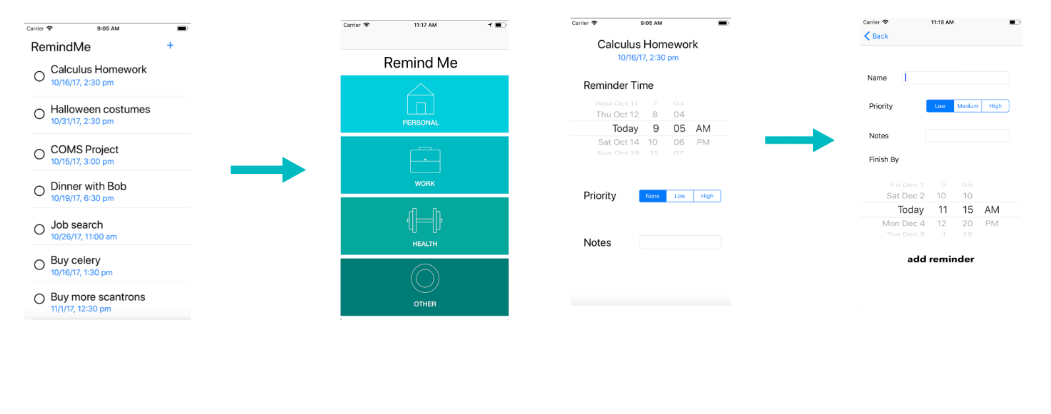 Carrier 9:05 AM
RemindMe +
Calculus Homework
10/16/17, 2:30 pm
Halloween costumes
10/31/17, 2:30 pm
COMS Project
10/15/17, 3:00 pm
Dinner with Bob
10/19/17, 6:30 pm
Job search
10/26/17, 11:00 am
Buy celery
10/16/17, 1:30 pm
Buy more scantrons
11/1/17, 12:30 pm
Carrier 11:17 AM
Remind Me
PERSONAL
WORK
HEALTH
OTHER
Carrier 9:05 AM
Calculus Homework
10/16/17, 2:30 pm
Reminder Time
Wed Oct 11 7 03
Thu Oct 12 8 04
Today 9 05 AM
Sat Oct 14 10 06 PM
Sun Oct 15 11 07
Priority None Low High
Notes
Carrier 11:18 AM
Back
Name
Priority Low Medium High
Notes
Finish By
Fri Dec 1 9 05
Sat Dec 2 10 10
Today 11 15 AM
Mon Dec 4 12 20 PM
Tue Dec 5 1 25
add reminder